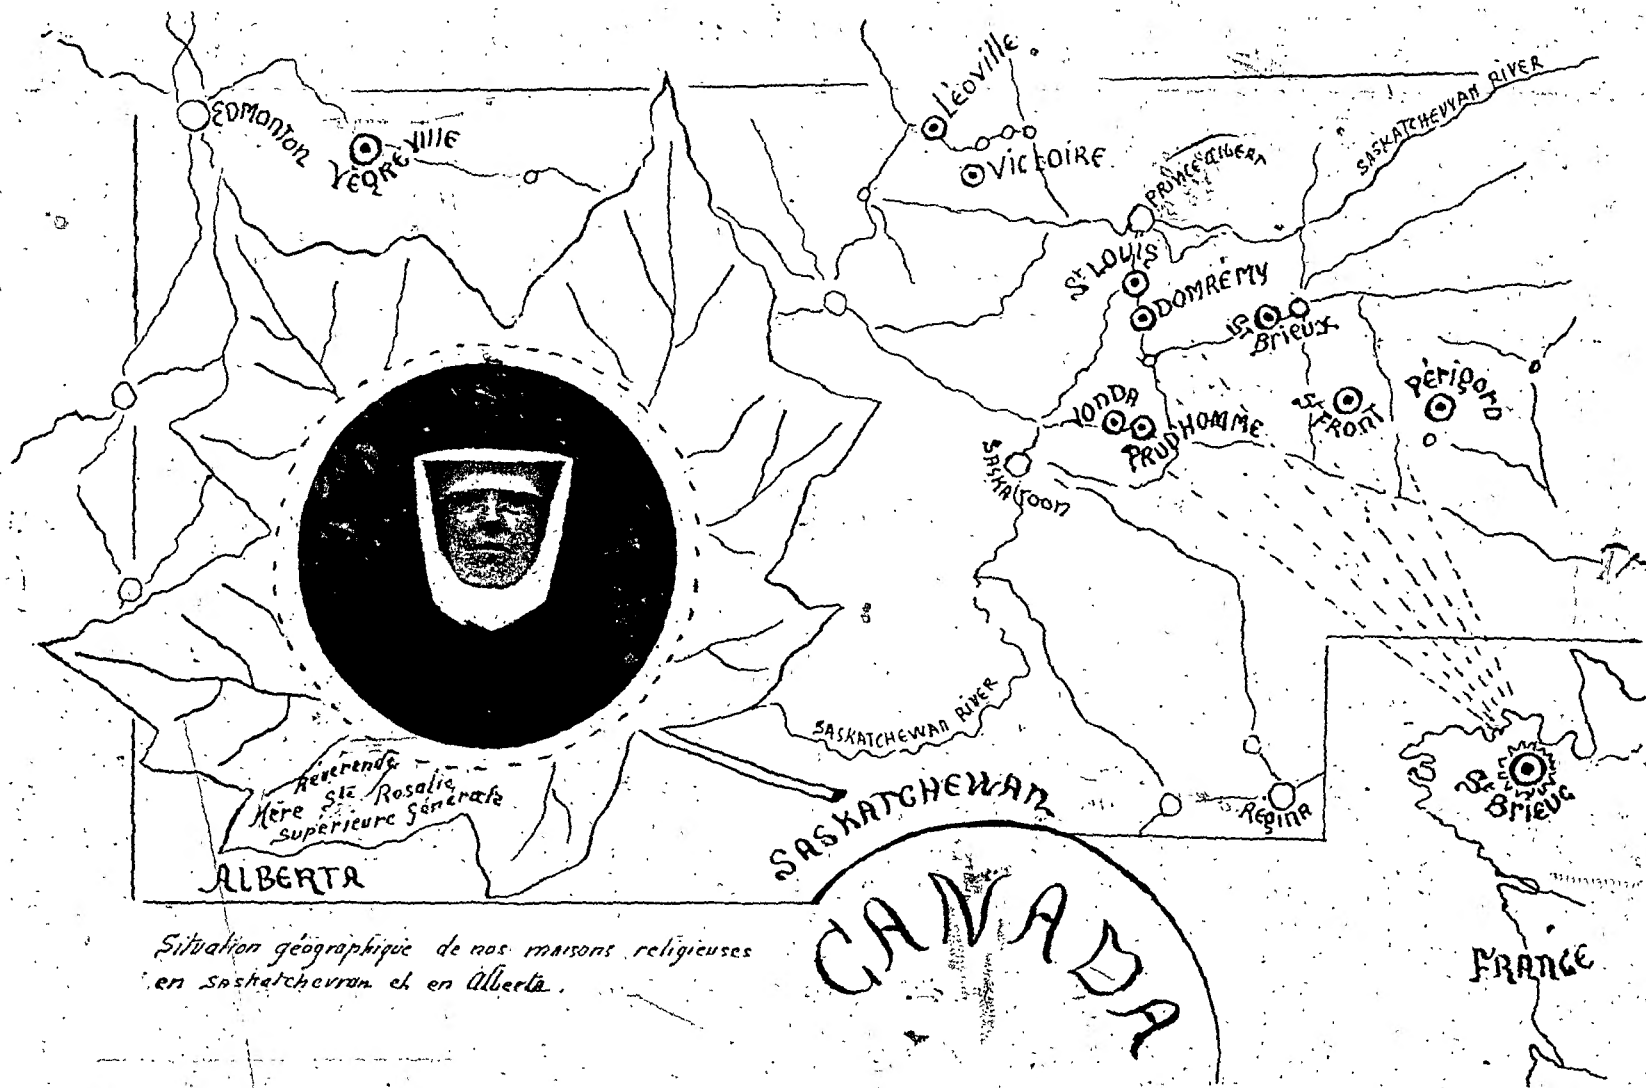 EDMONTON
VÉGREVILLE
Léoville
VICTOIRE
PRINCE ALBERT
SASKATCHEWAN RIVER
ST LOUIS
DOMRÉMY
ST Brieux
VONDA
PRUDHOMME
ST FRONT
PÉRIGORD
SASKATOON
SASKATCHEWAN RIVER
RÉGINA
ST BRIEUC
Révérende
Mère Ste Rosalie
Supérieure Générale
ALBERTA
SASKATCHEWAN
CANADA
FRANCE
Situation géographique de nos maisons religieuses
en Saskatchewan et en Alberta.